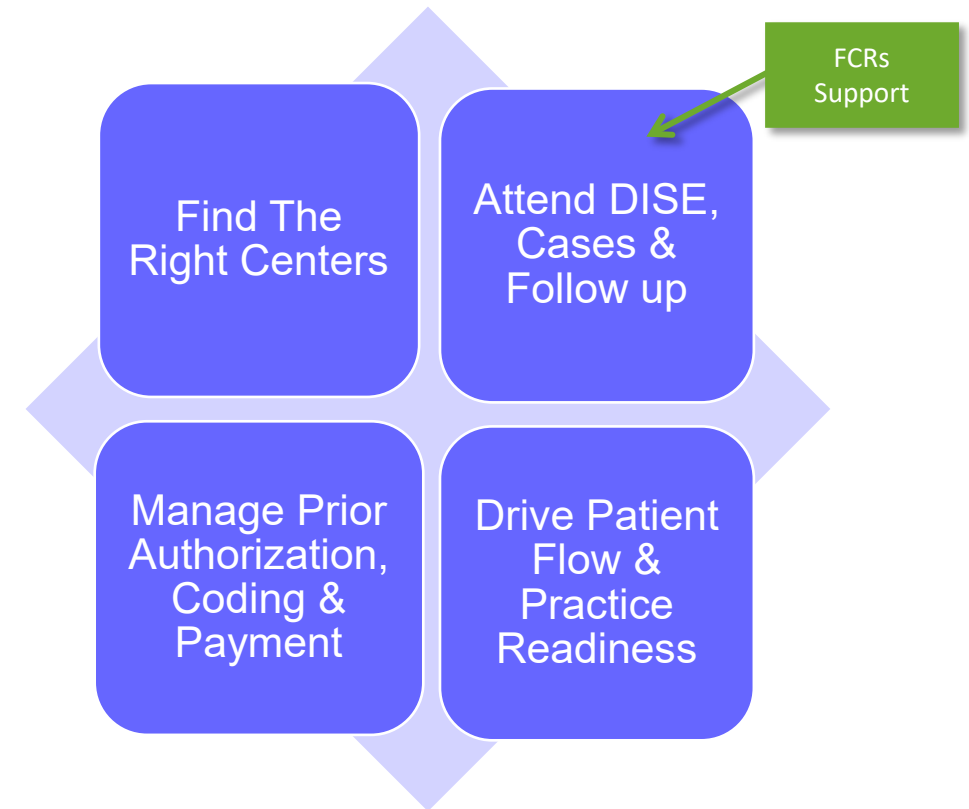 FCRs
Support
Find The
Right Centers
Attend DISE,
Cases &
Follow up
Manage Prior
Authorization,
Coding &
Payment
Drive Patient
Flow &
Practice
Readiness